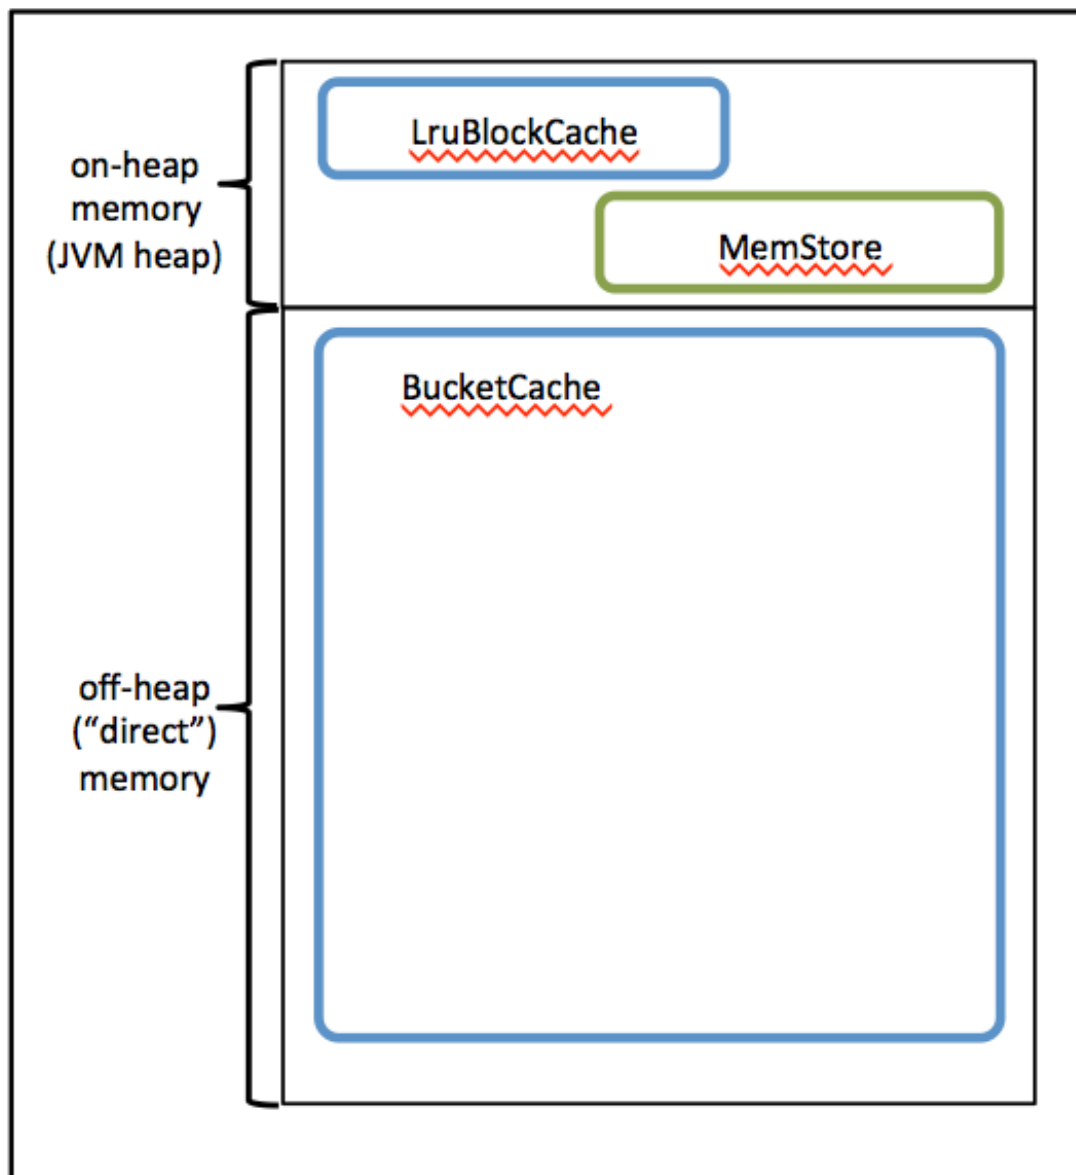 LruBlockCache
on-heap
memory
(JVM heap)
MemStore
BucketCache
off-heap
(“direct”)
memory